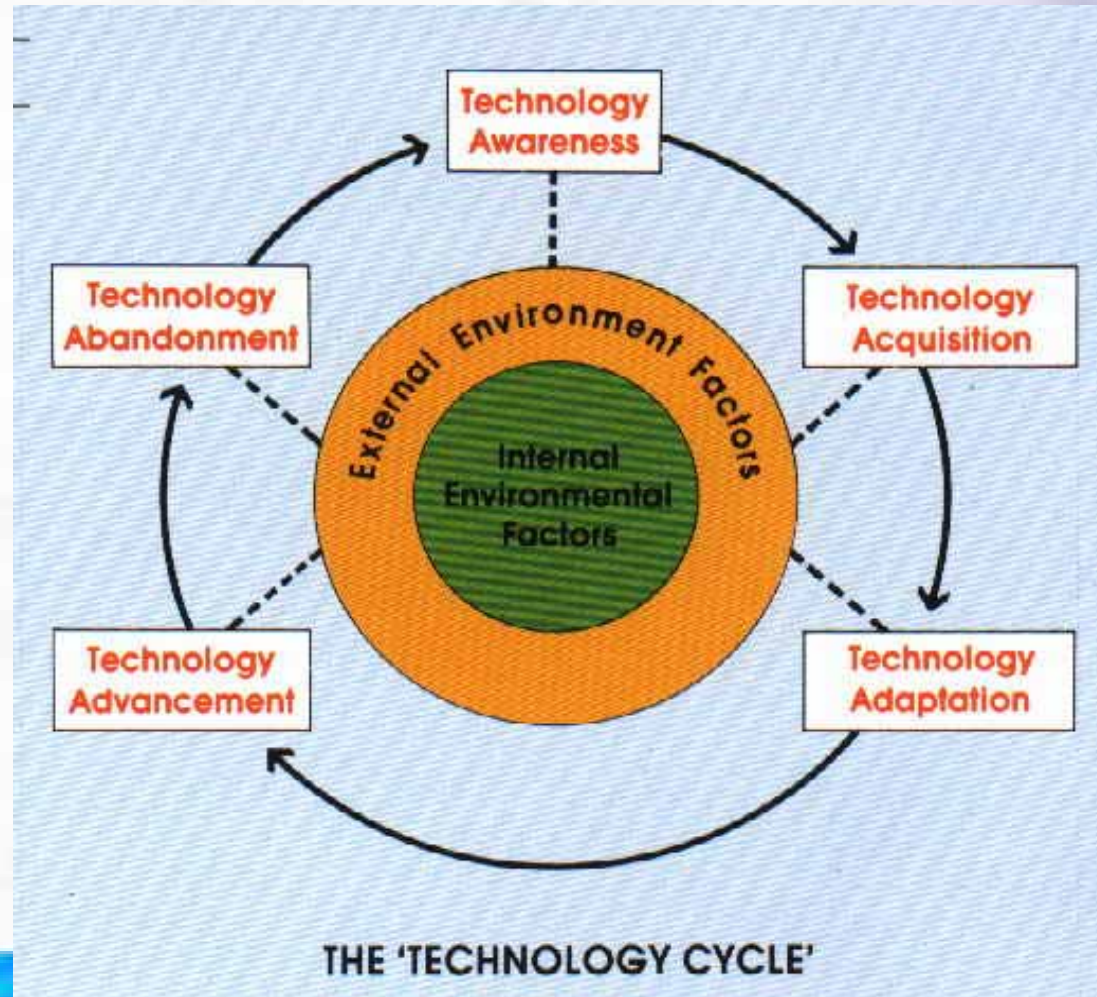 Technology
Awareness
Technology
Acquisition
Technology
Adaptation
Technology
Advancement
Technology
Abandonment
External Environment Factors
Internal
Environmental
Factors
THE 'TECHNOLOGY CYCLE'